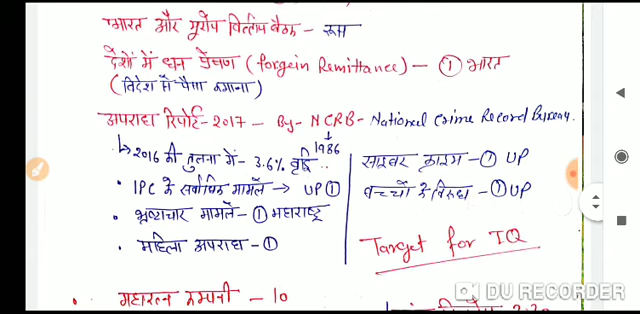 भारत और यूरोप वित्तीय बैठक - रूस
देशों में धन प्रेषण (forgein Remittance) - ① भारत
(विदेश से पैसा कमाना)
अपराध रिपोर्ट-2017 - By- NCRB - National Crime Record Bureau.
1986
↳ 2016 की तुलना में - 3.6% वृद्धि
• IPC के सर्वाधिक मामले → UP ①
• भ्रष्टाचार मामले - ① महाराष्ट्र
• महिला अपराध - ①
साइबर क्राइम - ① UP
बच्चों के विरुद्ध - ① UP
Target for IQ
• महारत्न कम्पनी - 10
2020
DU RECORDER